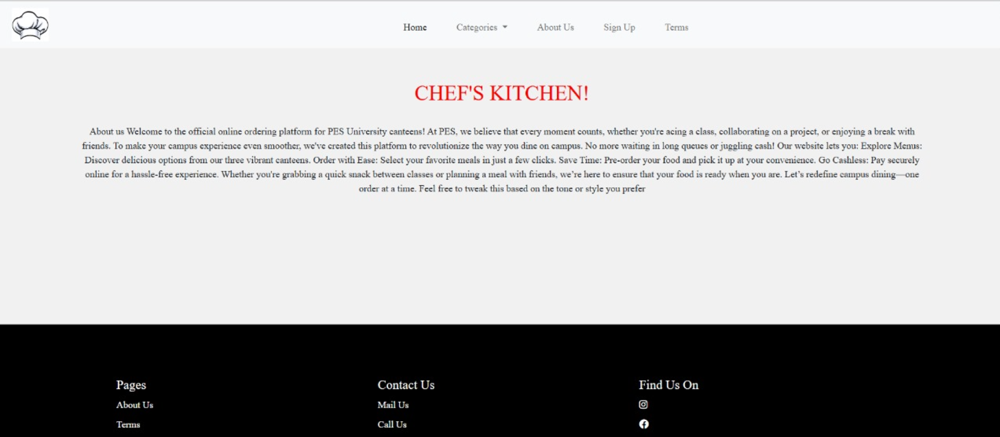 Home Categories About Us Sign Up Terms
CHEF'S KITCHEN!
About us Welcome to the official online ordering platform for PES University canteens! At PES, we believe that every moment counts, whether you're acing a class, collaborating on a project, or enjoying a break with
friends. To make your campus experience even smoother, we've created this platform to revolutionize the way you dine on campus. No more waiting in long queues or juggling cash! Our website lets you: Explore Menus:
Discover delicious options from our three vibrant canteens. Order with Ease: Select your favorite meals in just a few clicks. Save Time: Pre-order your food and pick it up at your convenience. Go Cashless: Pay securely
online for a hassle-free experience. Whether you're grabbing a quick snack between classes or planning a meal with friends, we’re here to ensure that your food is ready when you are. Let’s redefine campus dining—one
order at a time. Feel free to tweak this based on the tone or style you prefer
Pages
About Us
Terms
Contact Us
Mail Us
Call Us
Find Us On